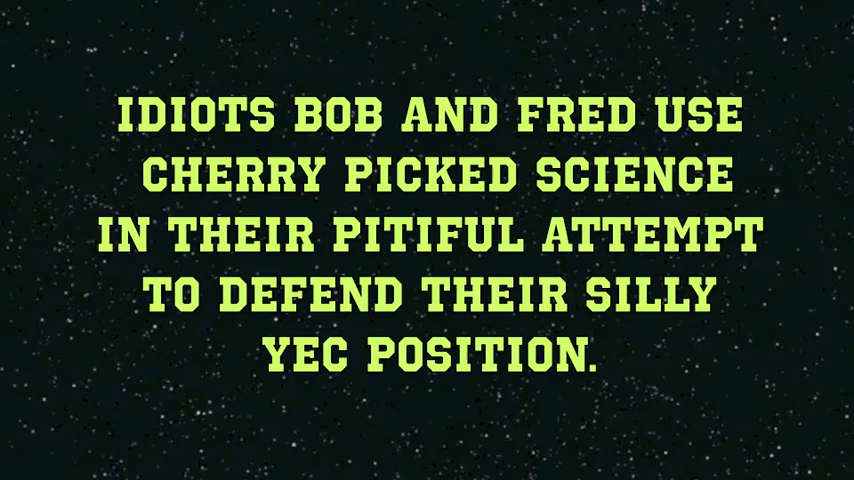 IDIOTS BOB AND FRED USE
CHERRY PICKED SCIENCE
IN THEIR PITIFUL ATTEMPT
TO DEFEND THEIR SILLY
YEC POSITION.